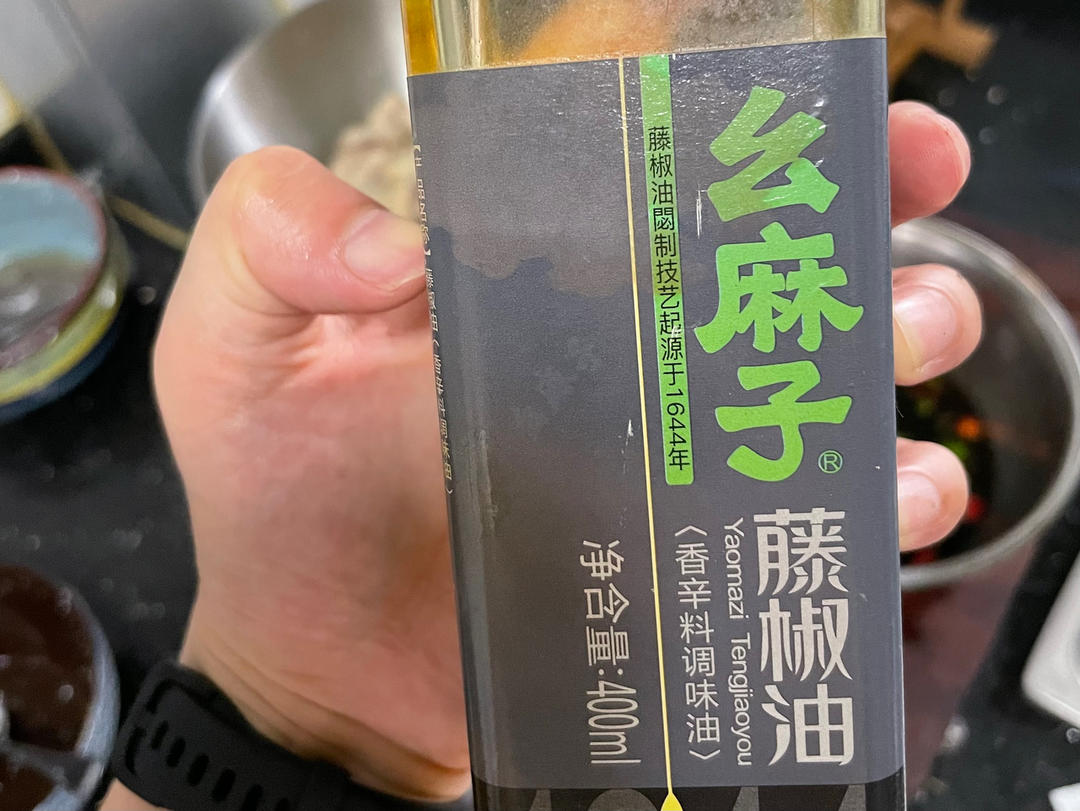 幺麻子®
藤椒油
Yaomazi Tengjiaoyou
〈香辛料调味油〉
藤椒油閟制技艺起源于1644年
净含量:400ml